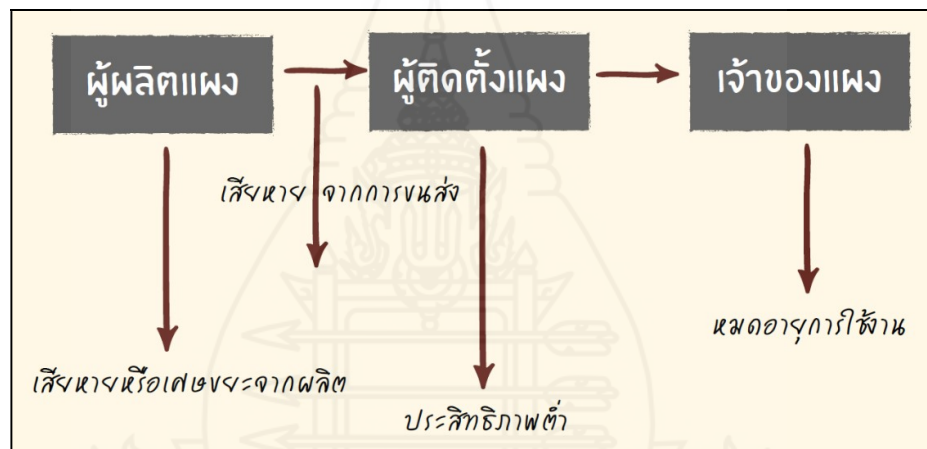 ผู้ผลิตแผง
ผู้ติดตั้งแผง
เจ้าของแผง
เสียหาย จากการขนส่ง
หมดอายุการใช้งาน
เสียหายหรือเศษขยะจากผลิต
ประสิทธิภาพต่ำ